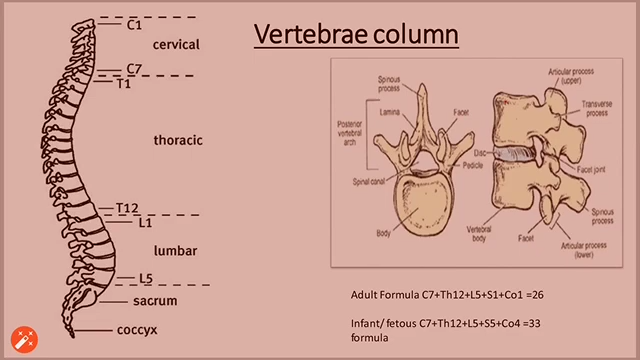 Vertebrae column
C1
cervical
C7
T1
thoracic
T12
L1
lumbar
L5
sacrum
coccyx
Spinous
process
Lamina
Facet
Posterior
vertebral
arch
Spinal canal
Pedicle
Body
Articular process
(upper)
Transverse
process
Disc
Facet joint
Spinous
process
Vertebral
body
Facet
Articular process
(lower)
Adult Formula C7+Th12+L5+S1+Co1 =26
Infant/ fetous C7+Th12+L5+S5+Co4 =33
formula